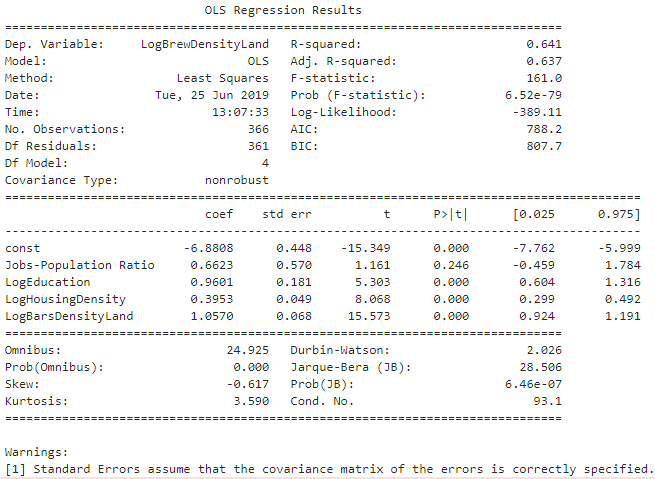 OLS Regression Results
==============================================================================
Dep. Variable: LogBrewDensityLand R-squared: 0.641
Model: OLS Adj. R-squared: 0.637
Method: Least Squares F-statistic: 161.0
Date: Tue, 25 Jun 2019 Prob (F-statistic): 6.52e-79
Time: 13:07:33 Log-Likelihood: -389.11
No. Observations: 366 AIC: 788.2
Df Residuals: 361 BIC: 807.7
Df Model: 4
Covariance Type: nonrobust
=========================================================================================
coef std err t P>|t| [0.025 0.975]
-----------------------------------------------------------------------------------------
const -6.8808 0.448 -15.349 0.000 -7.762 -5.999
Jobs-Population Ratio 0.6623 0.570 1.161 0.246 -0.459 1.784
LogEducation 0.9601 0.181 5.303 0.000 0.604 1.316
LogHousingDensity 0.3953 0.049 8.068 0.000 0.299 0.492
LogBarsDensityLand 1.0570 0.068 15.573 0.000 0.924 1.191
==============================================================================
Omnibus: 24.925 Durbin-Watson: 2.026
Prob(Omnibus): 0.000 Jarque-Bera (JB): 28.506
Skew: -0.617 Prob(JB): 6.46e-07
Kurtosis: 3.590 Cond. No. 93.1
==============================================================================
Warnings:
[1] Standard Errors assume that the covariance matrix of the errors is correctly specified.